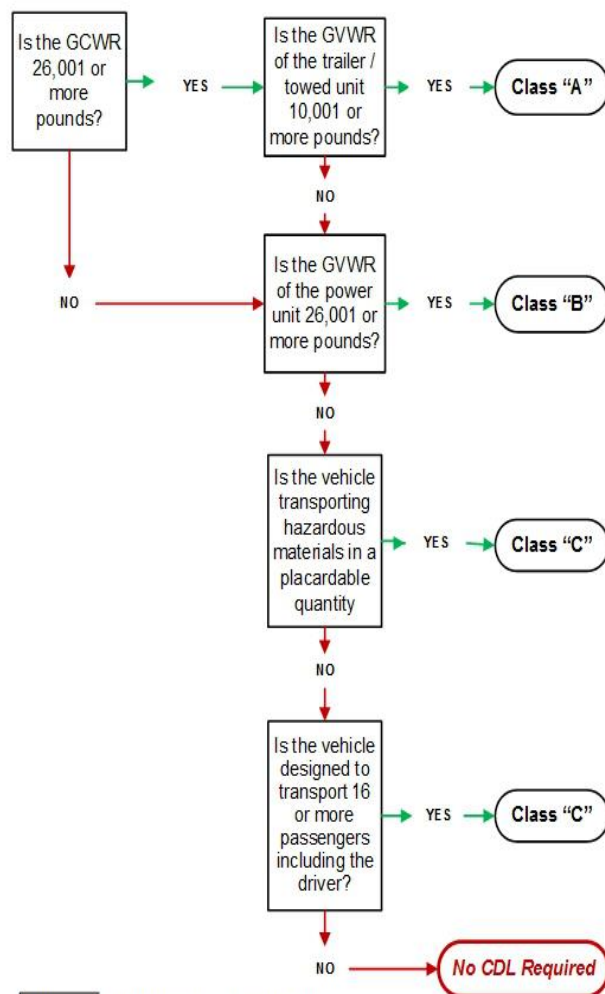 Is the GCWR
26,001 or
more
pounds?
YES
Is the GVWR
of the trailer /
towed unit
10,001 or
more pounds?
YES
Class “A”
NO
NO
Is the GVWR
of the power
unit 26,001 or
more pounds?
YES
Class “B”
NO
Is the vehicle
transporting
hazardous
materials in a
placardable
quantity
YES
Class “C”
NO
Is the vehicle
designed to
transport 16
or more
passengers
including the
driver?
YES
Class “C”
NO
No CDL Required